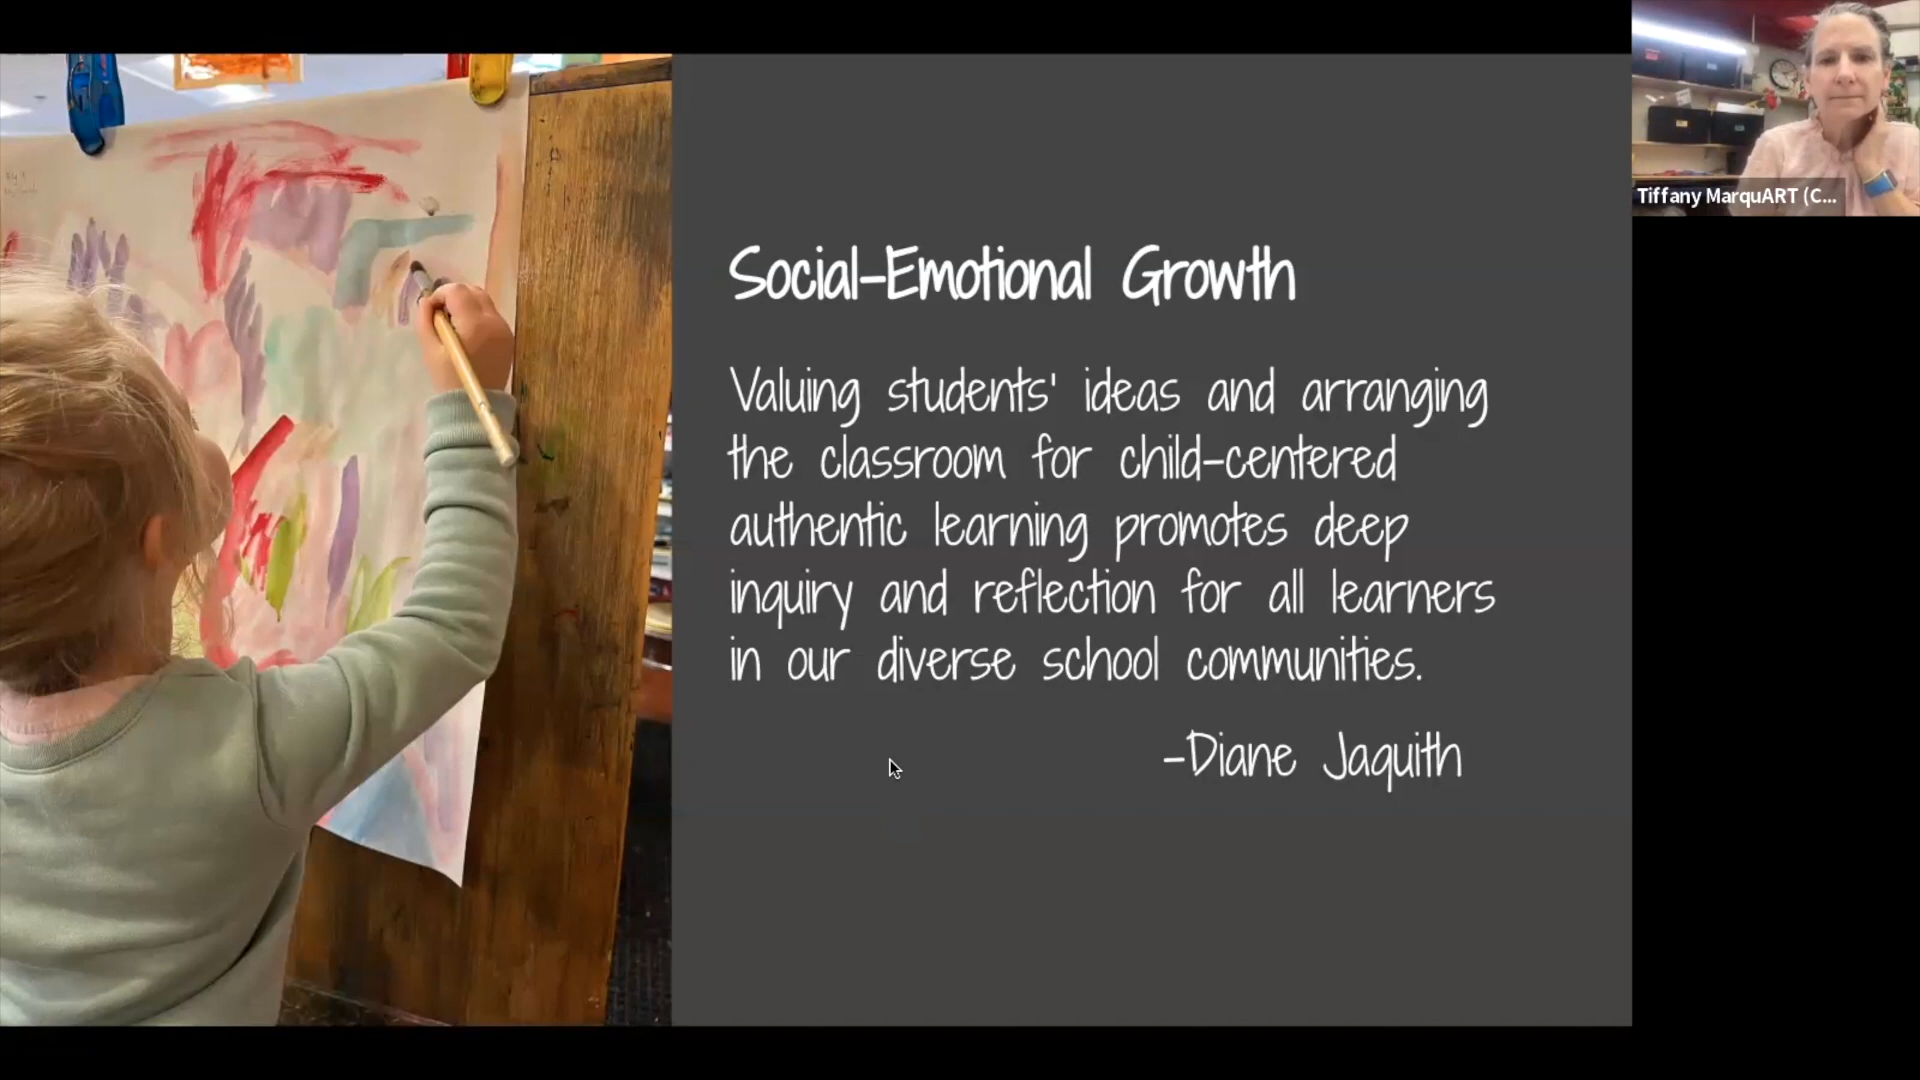 Social-Emotional Growth
Valuing students' ideas and arranging
the classroom for child-centered
authentic learning promotes deep
inquiry and reflection for all learners
in our diverse school communities.
-Diane Jaquith
Tiffany MarquART (C...